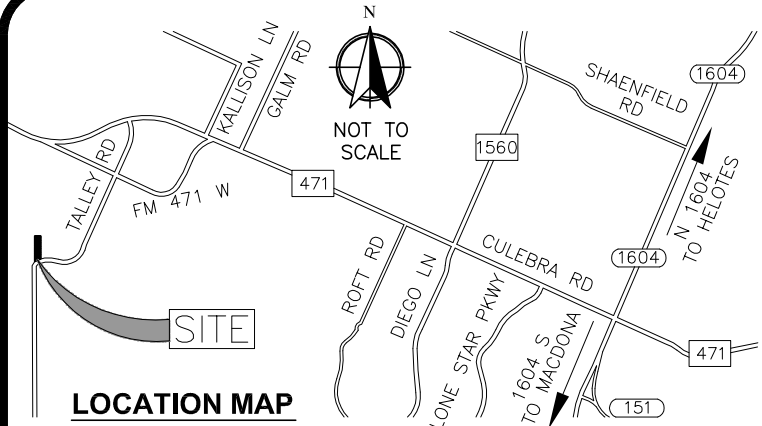 N
NOT TO
SCALE
KALLISON LN
GALM RD
SHAENFIELD
RD
1604
1560
TALLEY RD
FM 471 W
471
N 1604
TO HELOTES
ROFT RD
DIEGO LN
CULEBRA RD
1604
SITE
LONE STAR PKWY
1604 S
TO MACDONA
471
151
LOCATION MAP